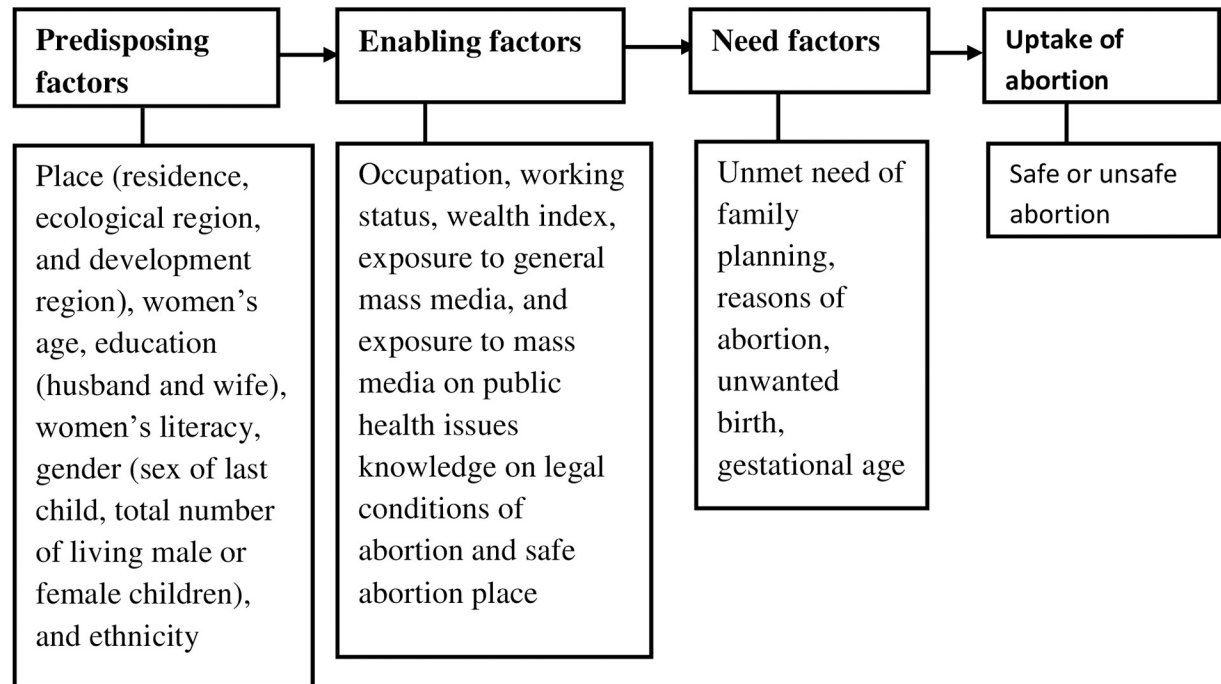 Predisposing
factors
Enabling factors
Need factors
Uptake of
abortion
Place (residence,
ecological region,
and development
region), women’s
age, education
(husband and wife),
women’s literacy,
gender (sex of last
child, total number
of living male or
female children),
and ethnicity
Occupation, working
status, wealth index,
exposure to general
mass media, and
exposure to mass
media on public
health issues
knowledge on legal
conditions of
abortion and safe
abortion place
Unmet need of
family
planning,
reasons of
abortion,
unwanted
birth,
gestational age
Safe or unsafe
abortion